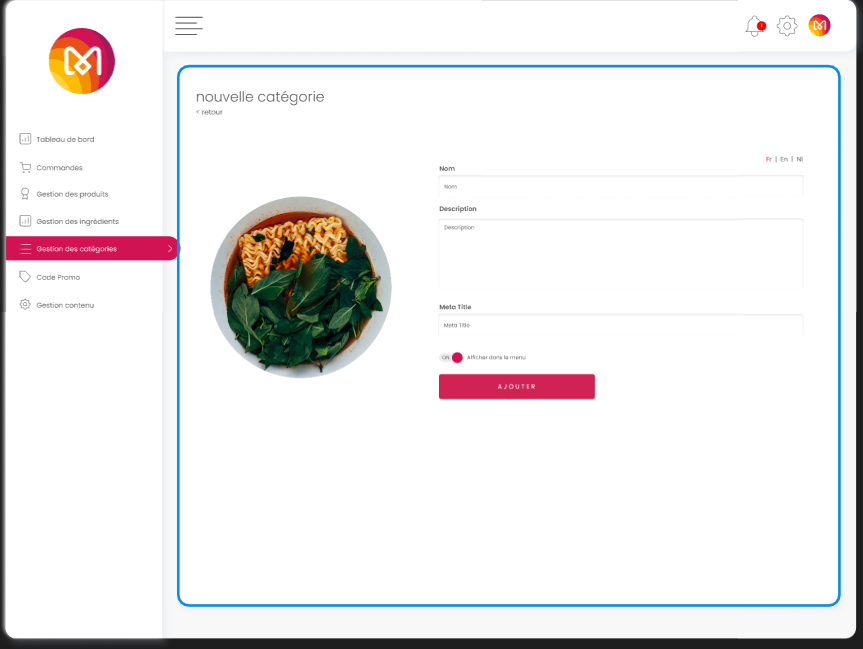 1
Tableau de bord
Commandes
Gestion des produits
Gestion des ingrédients
Gestion des catégories
Code Promo
Gestion contenu
nouvelle catégorie
< retour
Fr | En | Nl
Nom
Nom
Description
Description
Meta Title
Meta Title
ON Afficher dans le menu
AJOUTER